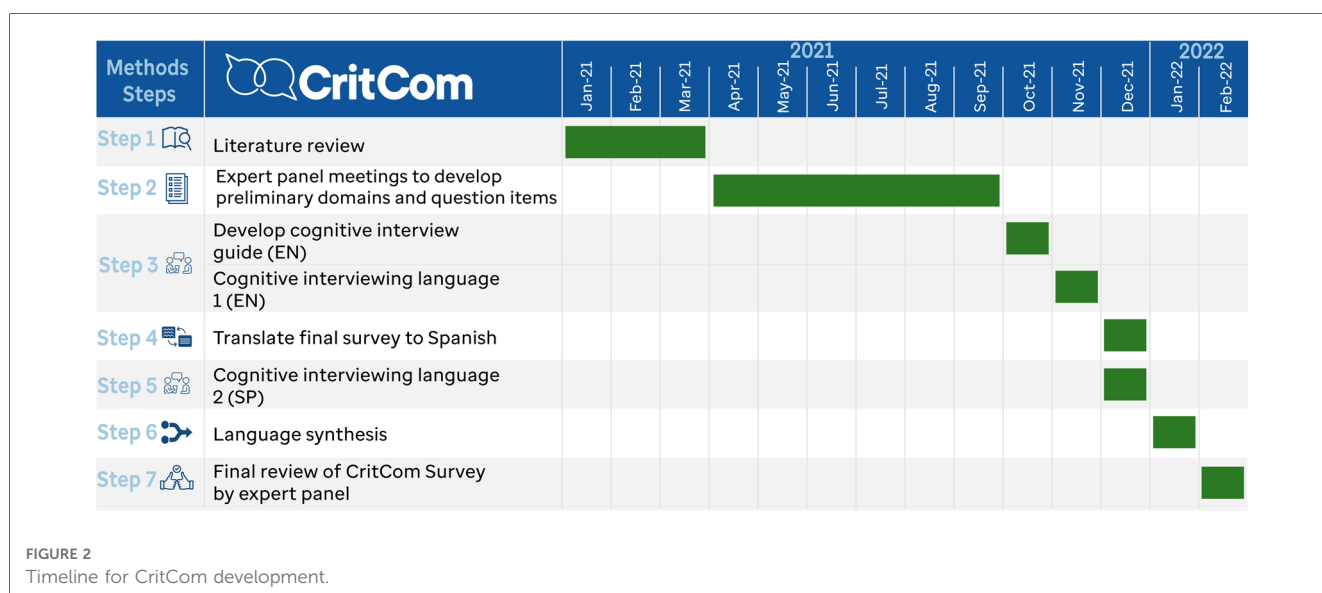 Methods
Steps
CritCom
2021
2022
Jan-21
Feb-21
Mar-21
Apr-21
May-21
Jun-21
Jul-21
Aug-21
Sep-21
Oct-21
Nov-21
Dec-21
Jan-22
Feb-22
Step 1
Literature review
Step 2
Expert panel meetings to develop
preliminary domains and question items
Step 3
Develop cognitive interview
guide (EN)
Cognitive interviewing language
1 (EN)
Step 4
Translate final survey to Spanish
Step 5
Cognitive interviewing language
2 (SP)
Step 6
Language synthesis
Step 7
Final review of CritCom Survey
by expert panel
FIGURE 2
Timeline for CritCom development.